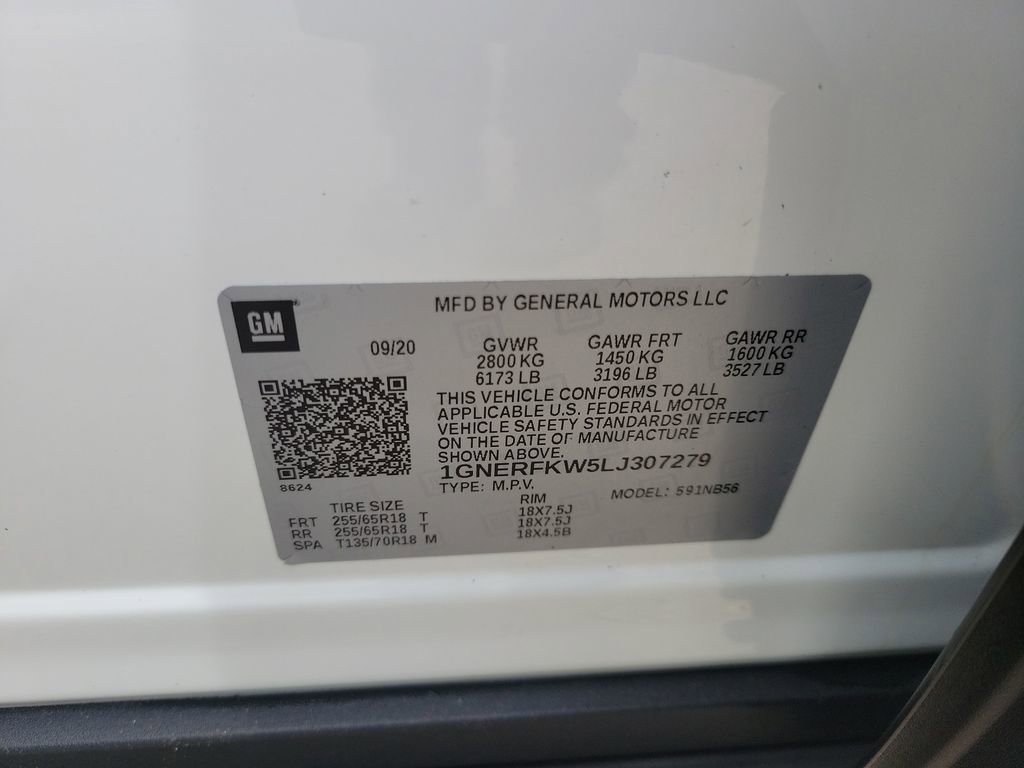 GM
MFD BY GENERAL MOTORS LLC
09/20
GVWR GAWR FRT GAWR RR
2800 KG 1450 KG 1600 KG
6173 LB 3196 LB 3527 LB
THIS VEHICLE CONFORMS TO ALL
APPLICABLE U.S. FEDERAL MOTOR
VEHICLE SAFETY STANDARDS IN EFFECT
ON THE DATE OF MANUFACTURE
SHOWN ABOVE.
1GNERFKW5LJ307279
8624
TYPE: M.P.V. MODEL: 591NB56
TIRE SIZE RIM
FRT 255/65R18 T 18X7.5J
RR 255/65R18 T 18X7.5J
SPA T135/70R18 M 18X4.5B